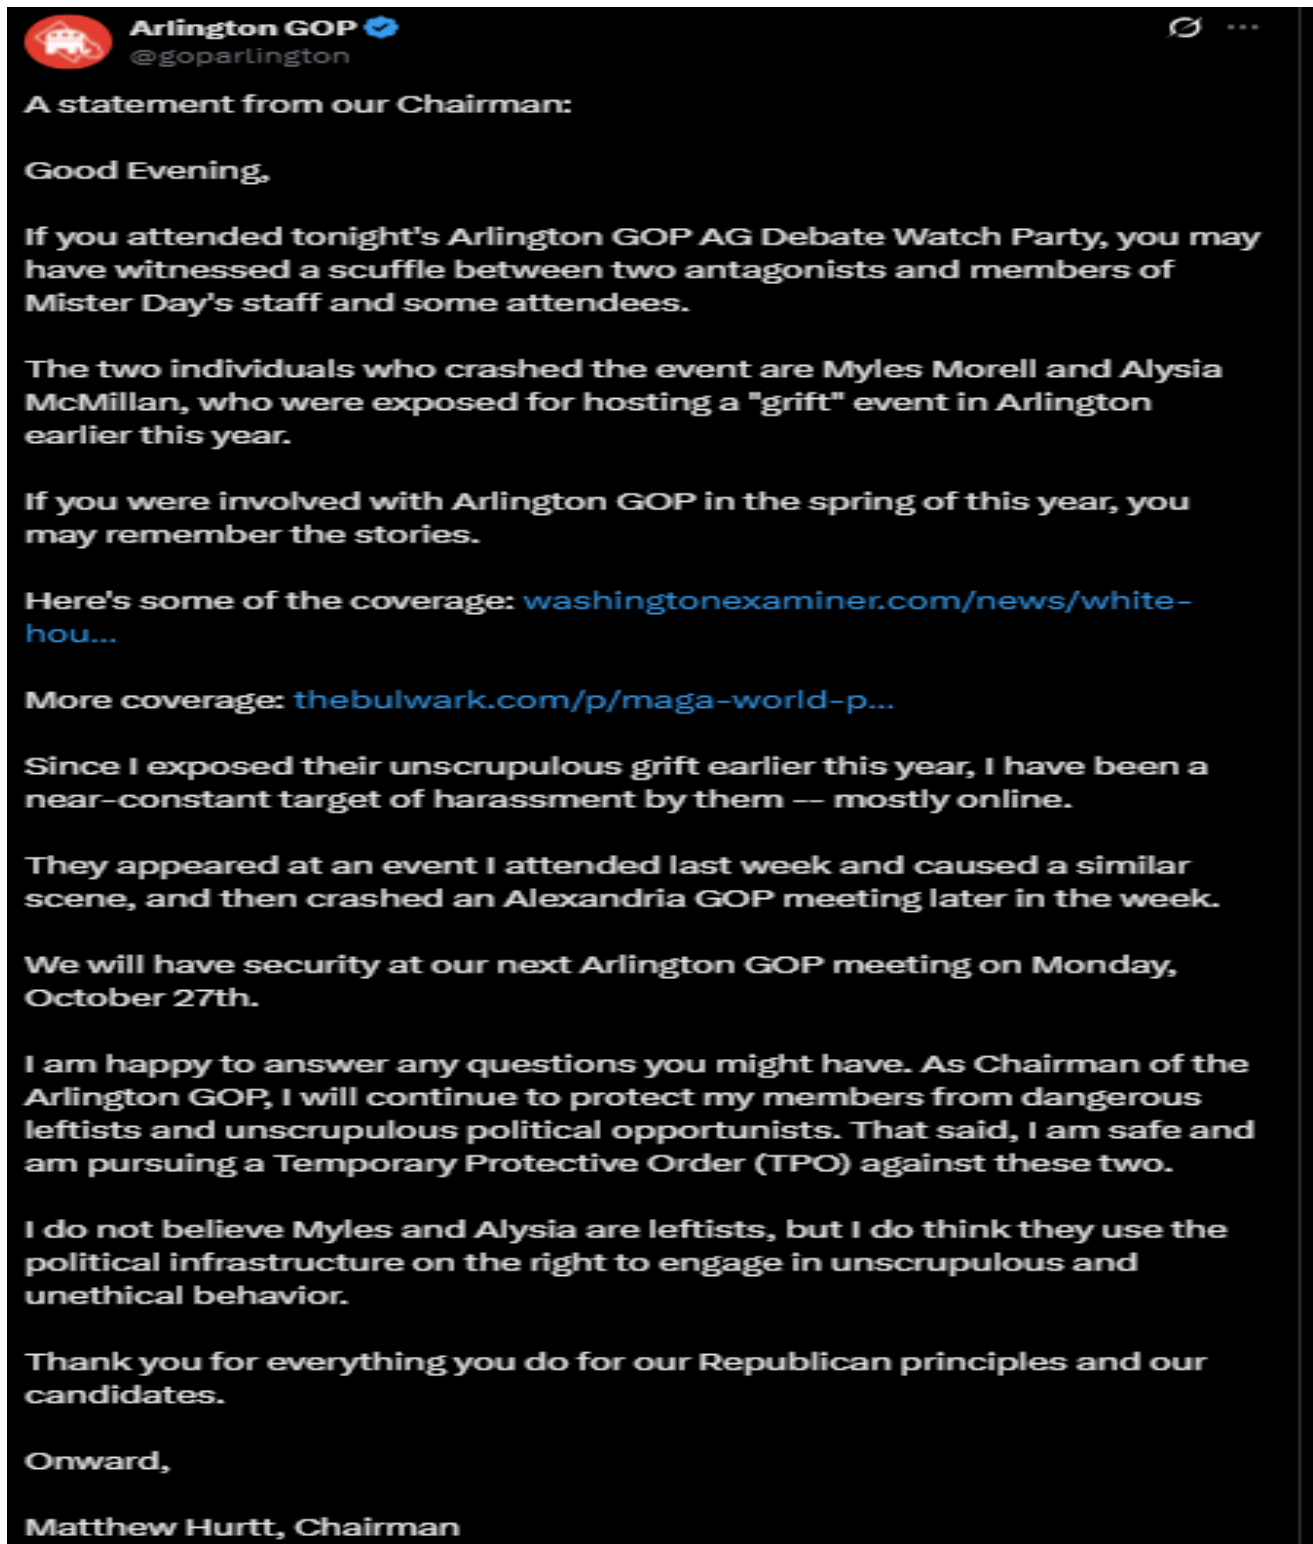 Arlington GOP
@goparlington
A statement from our Chairman:
Good Evening,
If you attended tonight's Arlington GOP AG Debate Watch Party, you may
have witnessed a scuffle between two antagonists and members of
Mister Day's staff and some attendees.
The two individuals who crashed the event are Myles Morell and Alysia
McMillan, who were exposed for hosting a "grift" event in Arlington
earlier this year.
If you were involved with Arlington GOP in the spring of this year, you
may remember the stories.
Here's some of the coverage: washingtonexaminer.com/news/white-
hou...
More coverage: thebulwark.com/p/maga-world-p...
Since I exposed their unscrupulous grift earlier this year, I have been a
near-constant target of harassment by them -- mostly online.
They appeared at an event I attended last week and caused a similar
scene, and then crashed an Alexandria GOP meeting later in the week.
We will have security at our next Arlington GOP meeting on Monday,
October 27th.
I am happy to answer any questions you might have. As Chairman of the
Arlington GOP, I will continue to protect my members from dangerous
leftists and unscrupulous political opportunists. That said, I am safe and
am pursuing a Temporary Protective Order (TPO) against these two.
I do not believe Myles and Alysia are leftists, but I do think they use the
political infrastructure on the right to engage in unscrupulous and
unethical behavior.
Thank you for everything you do for our Republican principles and our
candidates.
Onward,
Matthew Hurtt, Chairman